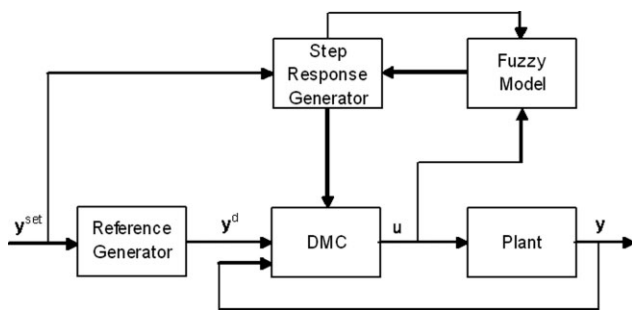 Step
Response
Generator
Fuzzy
Model
y^set
Reference
Generator
y^d
DMC
u
Plant
y